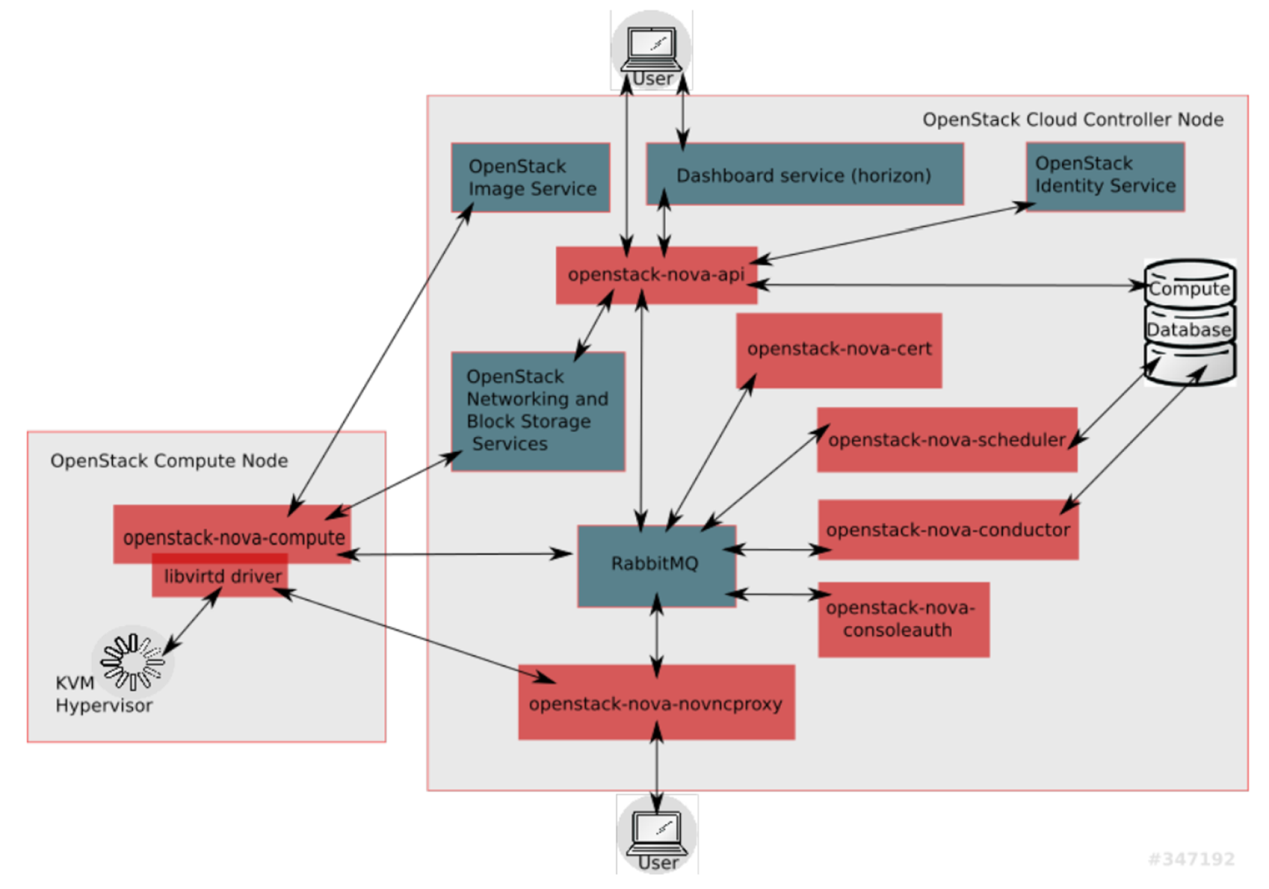 User
OpenStack Cloud Controller Node
OpenStack
Image Service
Dashboard service (horizon)
OpenStack
Identity Service
openstack-nova-api
Compute
Database
openstack-nova-cert
OpenStack
Networking and
Block Storage
Services
openstack-nova-scheduler
OpenStack Compute Node
openstack-nova-compute
libvirtd driver
openstack-nova-conductor
RabbitMQ
openstack-nova-
consoleauth
KVM
Hypervisor
openstack-nova-novncproxy
User
#347192